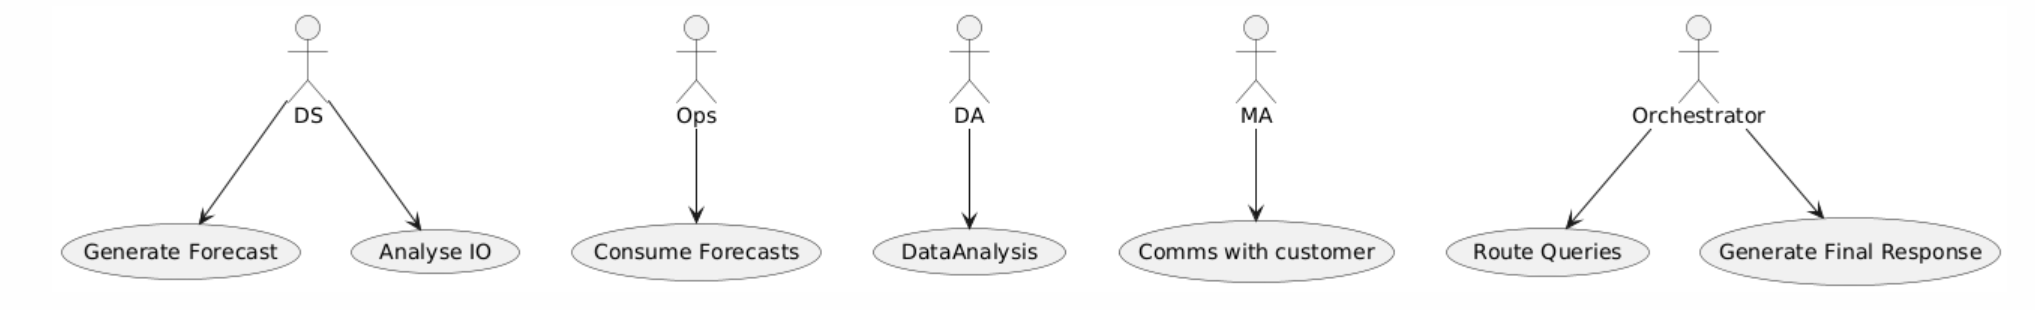 DS
Ops
DA
MA
Orchestrator
Generate Forecast
Analyse IO
Consume Forecasts
DataAnalysis
Comms with customer
Route Queries
Generate Final Response